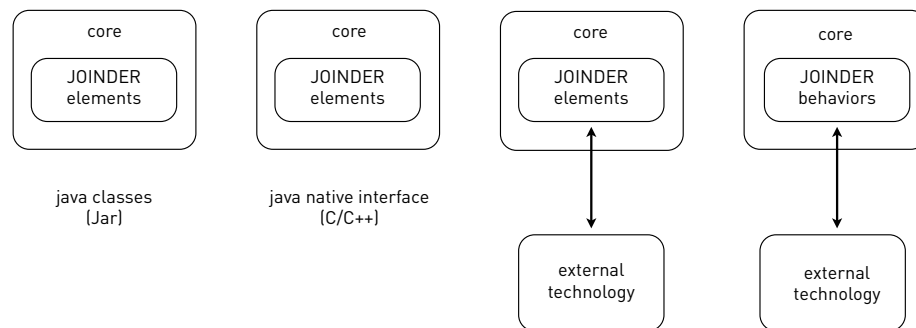 core
JOINDER
elements
java classes
(Jar)
core
JOINDER
elements
java native interface
(C/C++)
core
JOINDER
elements
external
technology
core
JOINDER
behaviors
external
technology